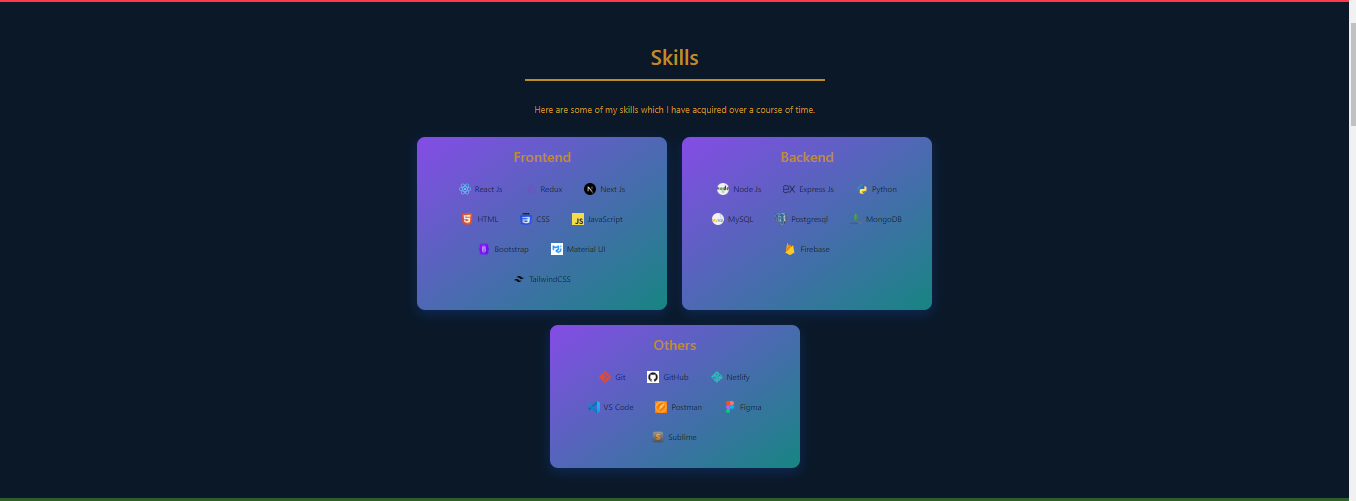 Skills
Here are some of my skills which I have acquired over a course of time.
Frontend
React Js Redux Next Js
HTML CSS JavaScript
Bootstrap Material UI
TailwindCSS
Backend
Node Js Express Js Python
MySQL Postgresql MongoDB
Firebase
Others
Git GitHub Netlify
VS Code Postman Figma
Sublime